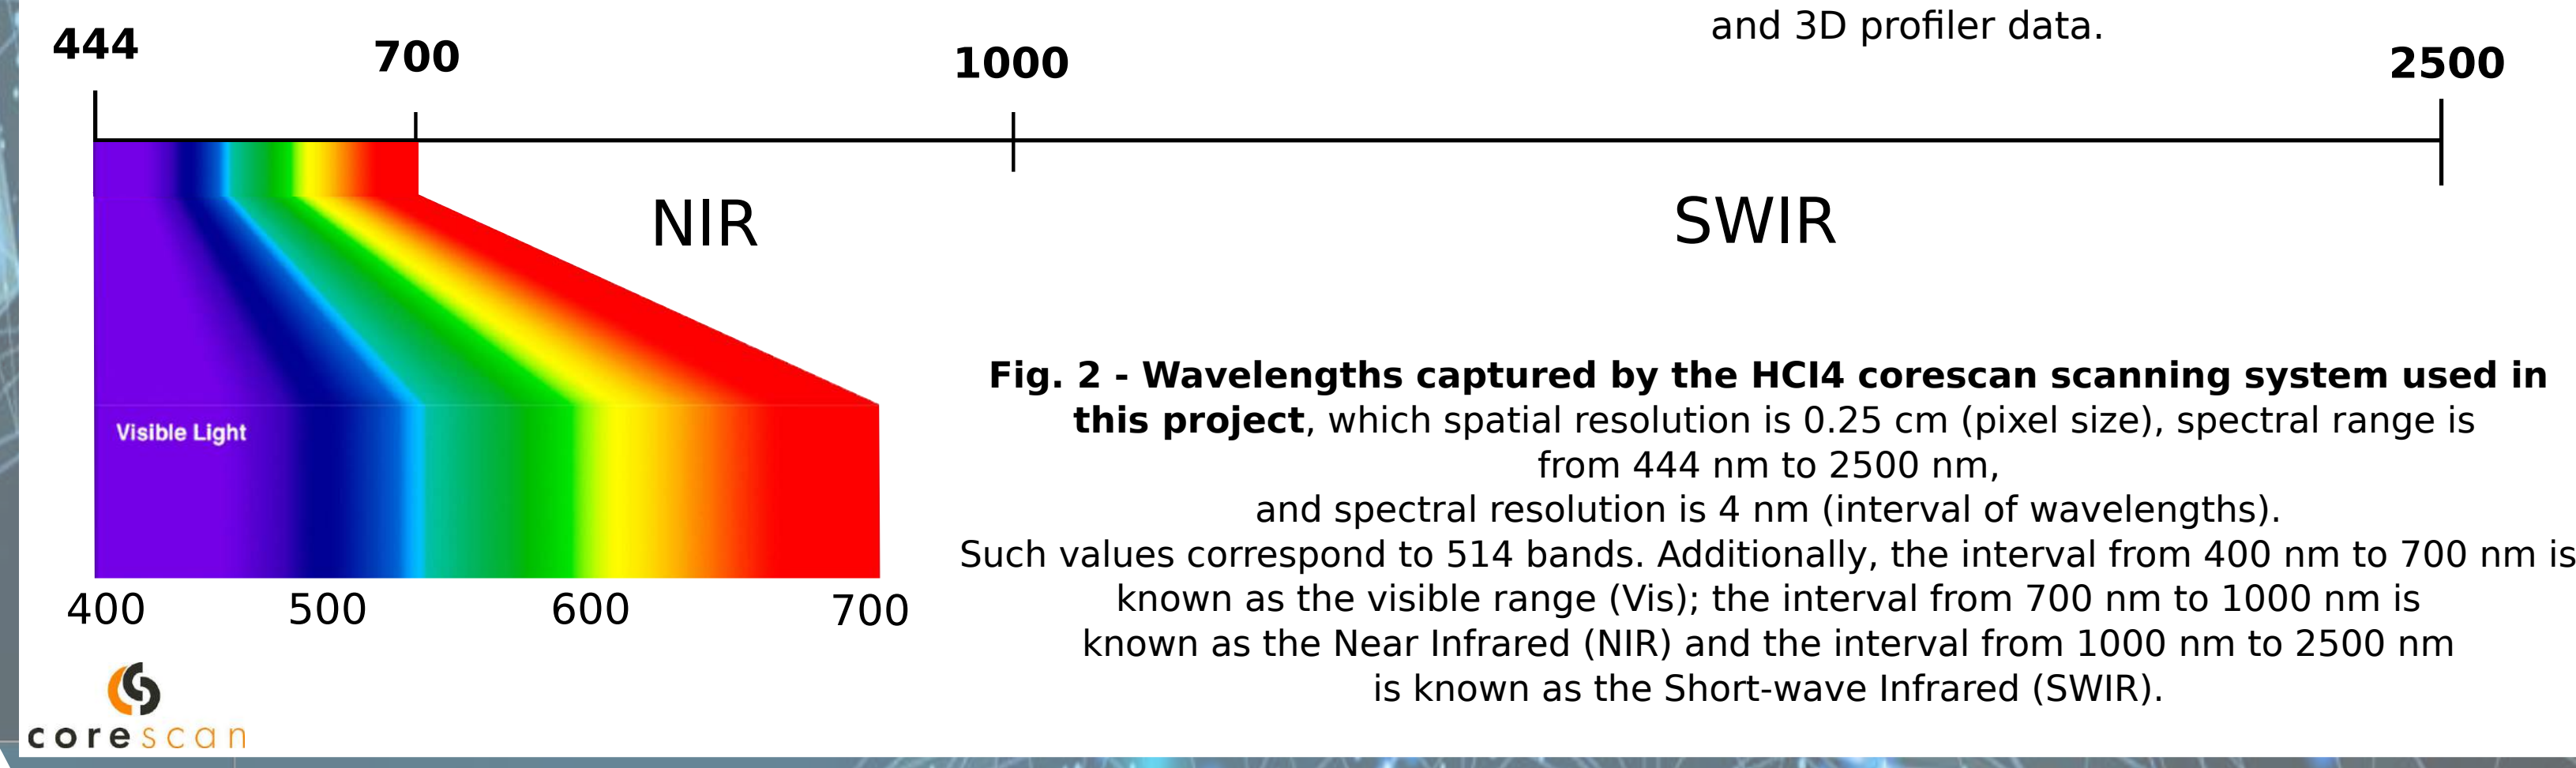 and 3D profiler data.
444
700
1000
2500
NIR
SWIR
Visible Light
400
500
600
700
Fig. 2 - Wavelengths captured by the HCI4 corescan scanning system used in
this project, which spatial resolution is 0.25 cm (pixel size), spectral range is
from 444 nm to 2500 nm,
and spectral resolution is 4 nm (interval of wavelengths).
Such values correspond to 514 bands. Additionally, the interval from 400 nm to 700 nm is
known as the visible range (Vis); the interval from 700 nm to 1000 nm is
known as the Near Infrared (NIR) and the interval from 1000 nm to 2500 nm
is known as the Short-wave Infrared (SWIR).
corescan